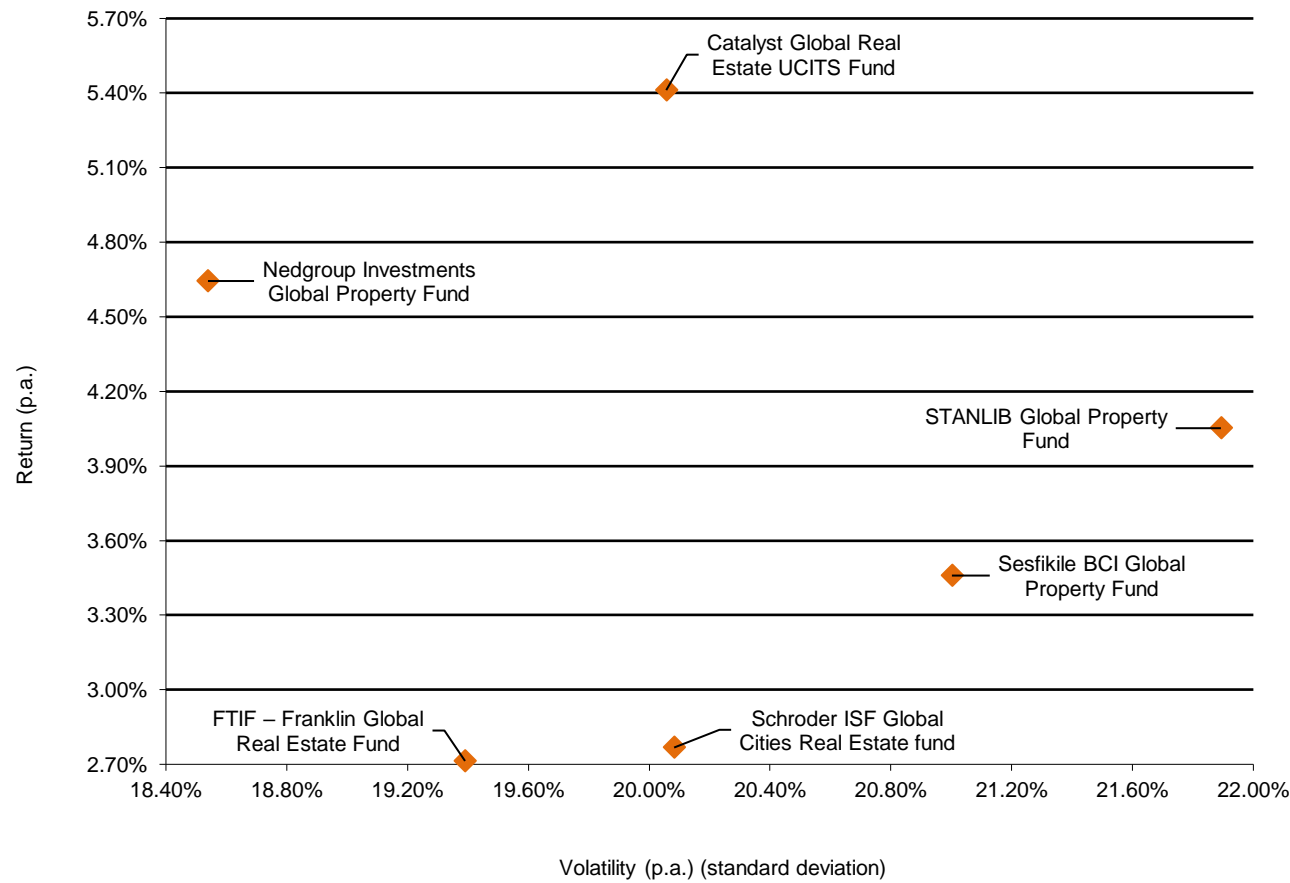 5.70%
Catalyst Global Real
Estate UCITS Fund
5.40%
5.10%
4.80%
Nedgroup Investments
Global Property Fund
4.50%
4.20%
STANLIB Global Property
Fund
Return (p.a.)
3.90%
3.60%
Sesfikile BCI Global
Property Fund
3.30%
3.00%
FTIF – Franklin Global
Real Estate Fund
Schroder ISF Global
Cities Real Estate fund
2.70%
18.40% 18.80% 19.20% 19.60% 20.00% 20.40% 20.80% 21.20% 21.60% 22.00%
Volatility (p.a.) (standard deviation)